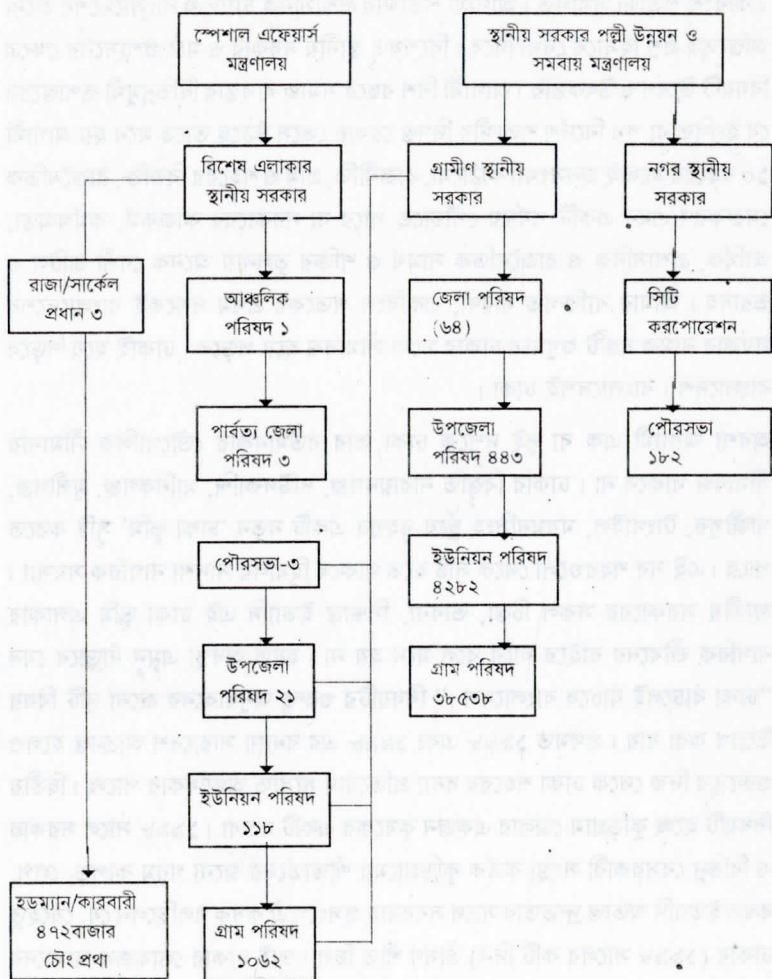 স্পেশাল এফেয়ার্স
মন্ত্রণালয়
স্থানীয় সরকার পল্লী উন্নয়ন ও
সমবায় মন্ত্রণালয়
বিশেষ এলাকার
স্থানীয় সরকার
গ্রামীণ স্থানীয়
সরকার
নগর স্থানীয়
সরকার
রাজা/সার্কেল
প্রধান ৩
আঞ্চলিক
পরিষদ ১
জেলা পরিষদ
(৬৪)
সিটি
করপোরেশন
পার্বত্য জেলা
পরিষদ ৩
উপজেলা
পরিষদ ৪৪৩
পৌরসভা
১৮২
পৌরসভা-৩
ইউনিয়ন পরিষদ
৪২৮২
উপজেলা
পরিষদ ২১
গ্রাম পরিষদ
৩৮৫৩৮
ইউনিয়ন পরিষদ
১১৮
হেডম্যান/কারবারী
৪৭২বাজার
চৌং প্রথা
গ্রাম পরিষদ
১০৬২